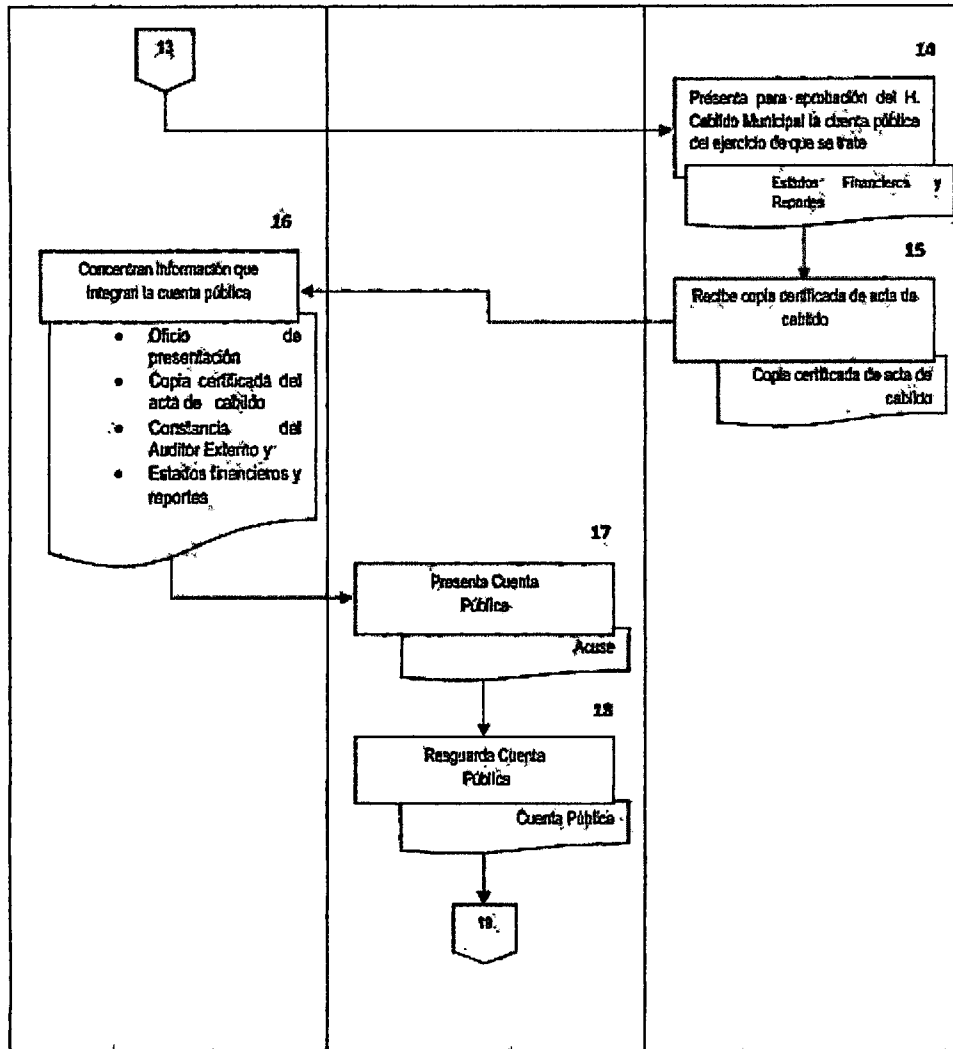 13
14
Presenta para aprobación del H.
Cabildo Municipal la cuenta pública
del ejercicio de que se trate
Estados Financieros y
Reportes
15
Recibe copia certificada de acta de
cabildo
Copia certificada de acta de
cabildo
16
Concentran Información que
integrari la cuenta pública
• Oficio de
presentación
• Copia certificada del
acta de cabildo
• Constancia del
Auditor Externo y
• Estados financieros y
reportes
17
Presenta Cuenta
Pública
Acuse
18
Resguarda Cuenta
Pública
Cuenta Pública
19